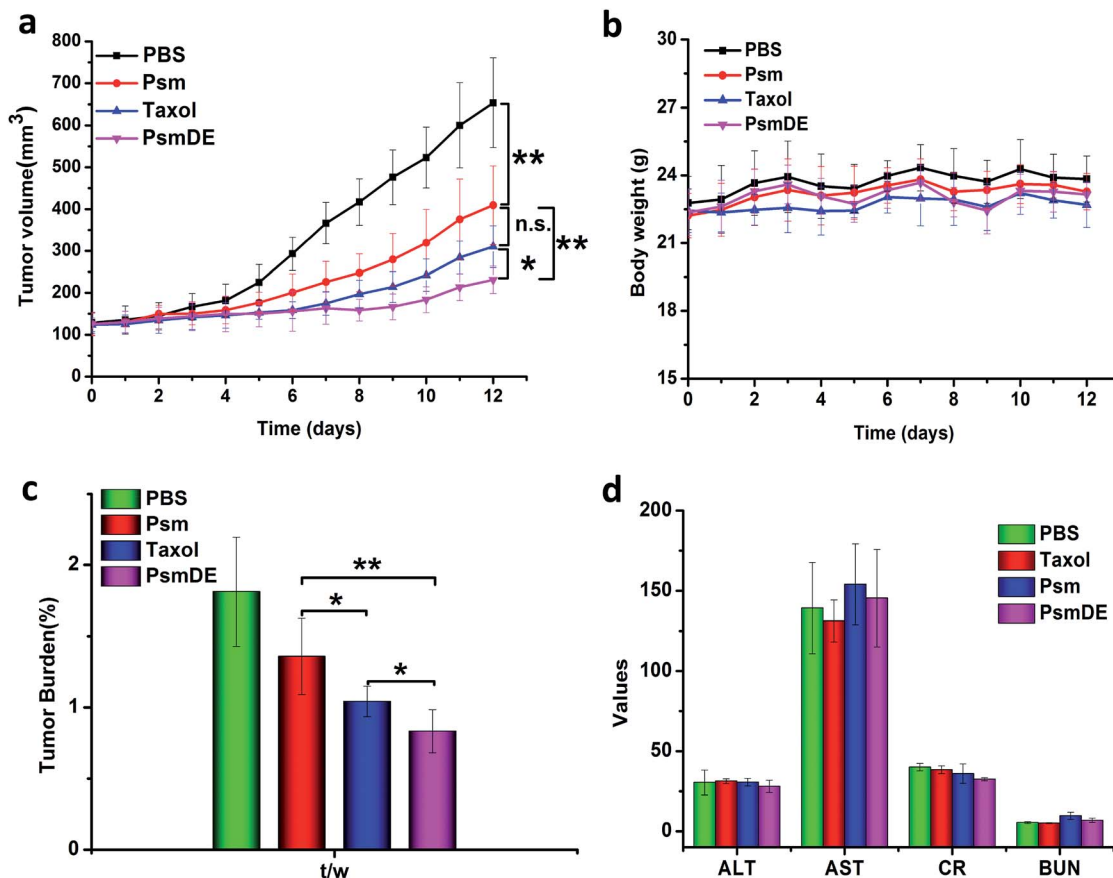 a
800
700
600
500
400
300
200
100
0
Tumor volume(mm³)
PBS
Psm
Taxol
PsmDE
**
n.s.
**
*
0 2 4 6 8 10 12
Time (days)
b
30
27
24
21
18
15
Body weight (g)
PBS
Psm
Taxol
PsmDE
0 2 4 6 8 10 12
Time (days)
c
PBS
Psm
Taxol
PsmDE
2
1
0
Tumor Burden(%)
**
*
*
t/w
d
200
150
100
50
0
Values
PBS
Taxol
Psm
PsmDE
ALT AST CR BUN